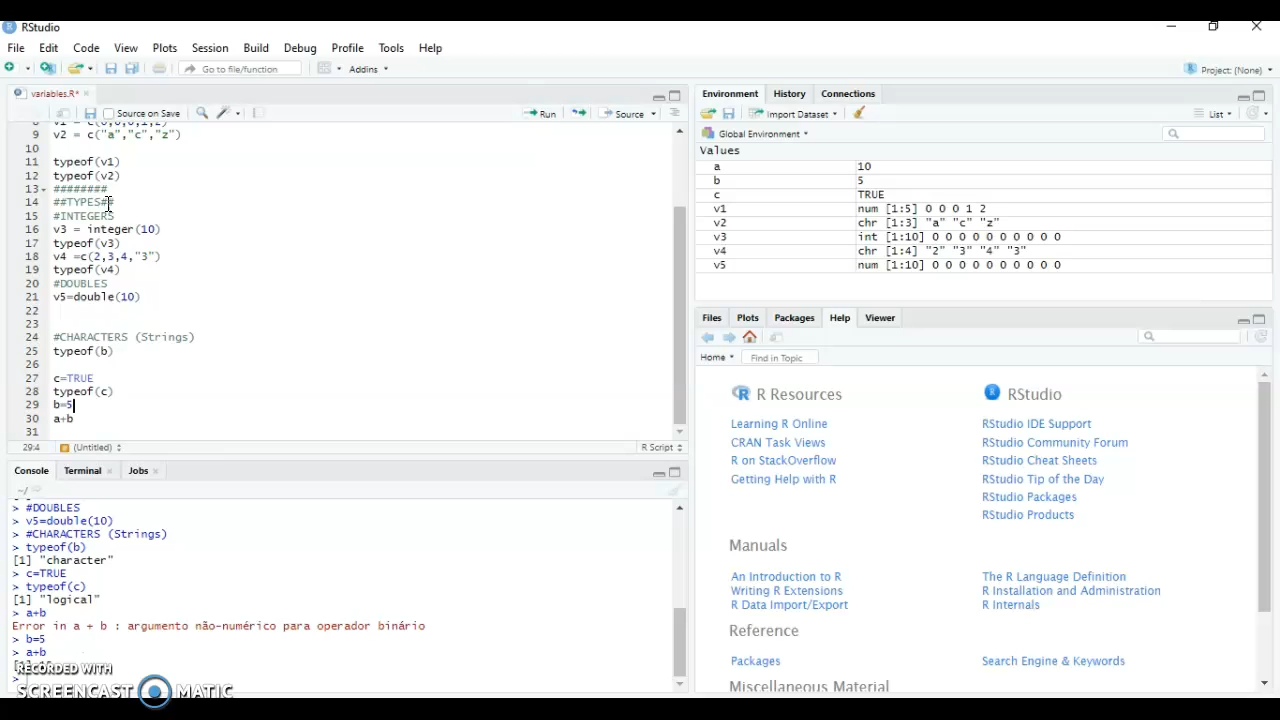 RStudio
File Edit Code View Plots Session Build Debug Profile Tools Help
Go to file/function Addins Project: (None)
variables.R*
Source on Save Run Source
9 v2 = c("a","c","z")
10
11 typeof(v1)
12 typeof(v2)
13 ########
14 ##TYPES##
15 #INTEGERS
16 v3 = integer(10)
17 typeof(v3)
18 v4 =c(2,3,4,"3")
19 typeof(v4)
20 #DOUBLES
21 v5=double(10)
22
23
24 #CHARACTERS (Strings)
25 typeof(b)
26
27 c=TRUE
28 typeof(c)
29 b=5
30 a+b
31
29:4 (Untitled) R Script
Console Terminal Jobs
~/
> #DOUBLES
> v5=double(10)
> #CHARACTERS (Strings)
> typeof(b)
[1] "character"
> c=TRUE
> typeof(c)
[1] "logical"
> a+b
Error in a + b : argumento não-numérico para operador binário
> b=5
> a+b
>
RECORDED WITH
SCREENCAST MATIC
Environment History Connections
Import Dataset List
Global Environment
Values
a 10
b 5
c TRUE
v1 num [1:5] 0 0 0 1 2
v2 chr [1:3] "a" "c" "z"
v3 int [1:10] 0 0 0 0 0 0 0 0 0 0
v4 chr [1:4] "2" "3" "4" "3"
v5 num [1:10] 0 0 0 0 0 0 0 0 0 0
Files Plots Packages Help Viewer
Home Find in Topic
R Resources
Learning R Online
CRAN Task Views
R on StackOverflow
Getting Help with R
RStudio
RStudio IDE Support
RStudio Community Forum
RStudio Cheat Sheets
RStudio Tip of the Day
RStudio Packages
RStudio Products
Manuals
An Introduction to R
Writing R Extensions
R Data Import/Export
The R Language Definition
R Installation and Administration
R Internals
Reference
Packages
Search Engine & Keywords
Miscellaneous Material